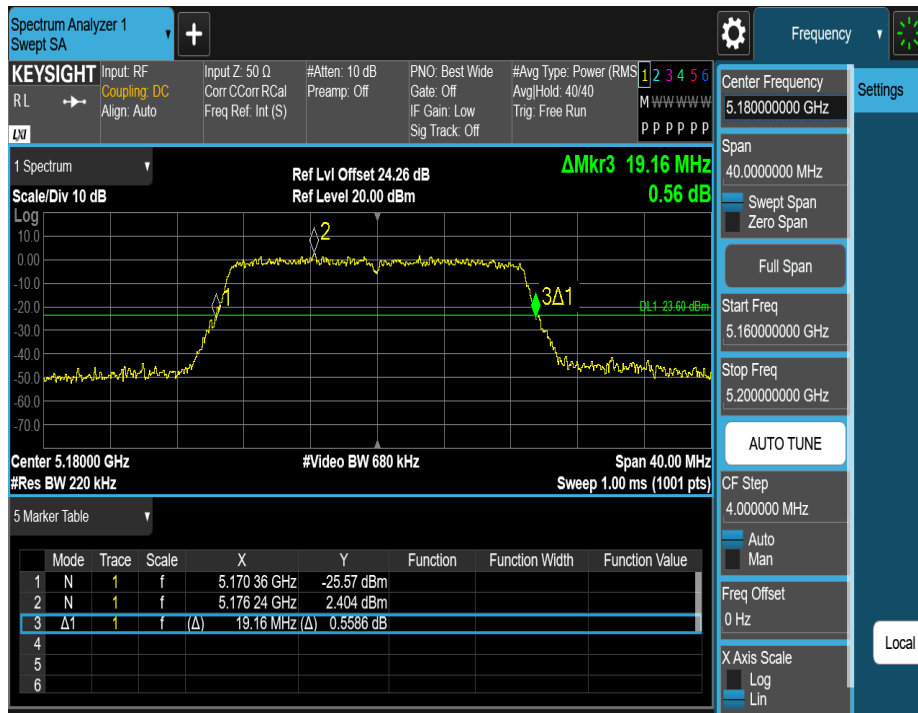 Spectrum Analyzer 1
Swept SA
Frequency
KEYSIGHT
RL
LXI
Input: RF
Coupling: DC
Align: Auto
Input Z: 50 Ω
Corr CCorr RCal
Freq Ref: Int (S)
#Atten: 10 dB
Preamp: Off
PNO: Best Wide
Gate: Off
IF Gain: Low
Sig Track: Off
#Avg Type: Power (RMS
Avg|Hold: 40/40
Trig: Free Run
1 2 3 4 5 6
M W W W W W
P P P P P P
1 Spectrum
Scale/Div 10 dB
Ref Lvl Offset 24.26 dB
Ref Level 20.00 dBm
ΔMkr3 19.16 MHz
0.56 dB
Log
10.0
0.00
-10.0
-20.0
-30.0
-40.0
-50.0
-60.0
-70.0
2
1
3Δ1
DL1 -23.60 dBm
Center 5.18000 GHz
#Res BW 220 kHz
#Video BW 680 kHz
Span 40.00 MHz
Sweep 1.00 ms (1001 pts)
5 Marker Table
Mode Trace Scale X Y Function Function Width Function Value
1 N 1 f 5.170 36 GHz -25.57 dBm
2 N 1 f 5.176 24 GHz 2.404 dBm
3 Δ1 1 f (Δ) 19.16 MHz (Δ) 0.5586 dB
4
5
6
Center Frequency
5.180000000 GHz
Span
40.0000000 MHz
Swept Span
Zero Span
Full Span
Start Freq
5.160000000 GHz
Stop Freq
5.200000000 GHz
AUTO TUNE
CF Step
4.000000 MHz
Auto
Man
Freq Offset
0 Hz
X Axis Scale
Log
Lin
Settings
Local